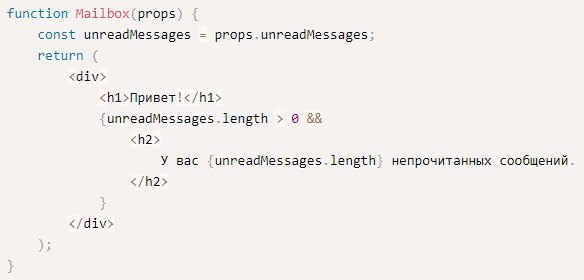 function Mailbox(props) {
    const unreadMessages = props.unreadMessages;
    return (
        <div>
            <h1>Привет!</h1>
            {unreadMessages.length > 0 &&
                <h2>
                    У вас {unreadMessages.length} непрочитанных сообщений.
                </h2>
            }
        </div>
    );
}